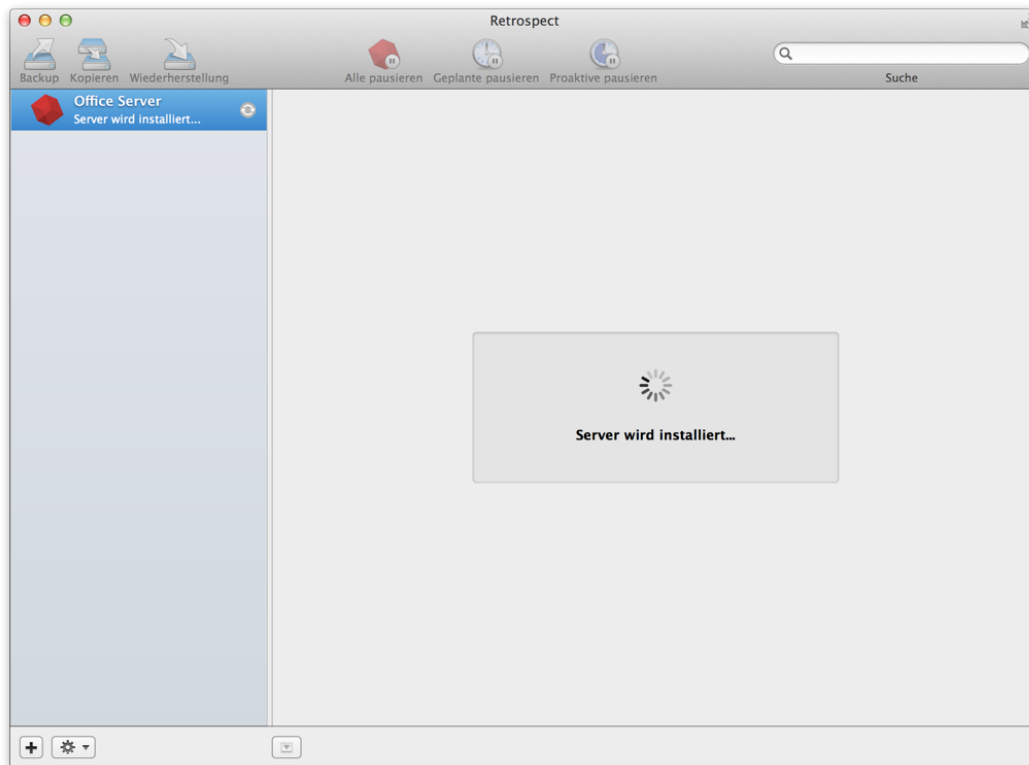 Retrospect
Backup Kopieren Wiederherstellung Alle pausieren Geplante pausieren Proaktive pausieren Suche
Office Server
Server wird installiert...
Server wird installiert...